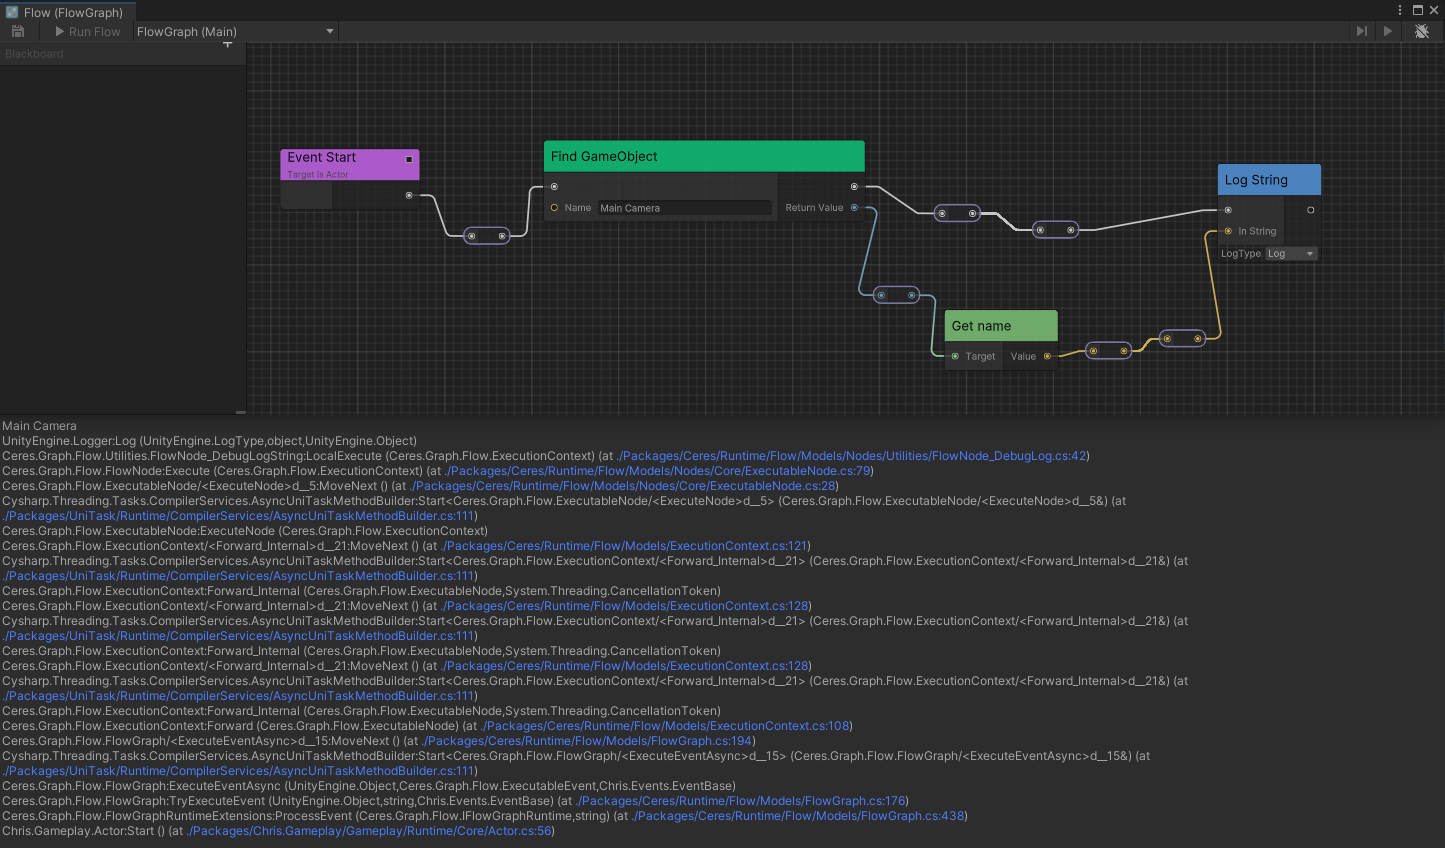 Flow (FlowGraph)
Run Flow
FlowGraph (Main)
Blackboard
Event Start
Target is Actor
Find GameObject
Name
Main Camera
Return Value
Log String
In String
LogType
Log
Get name
Target
Value
Main Camera
UnityEngine.Logger:Log (UnityEngine.LogType,object,UnityEngine.Object)
Ceres.Graph.Flow.Utilities.FlowNode_DebugLogString:LocalExecute (Ceres.Graph.Flow.ExecutionContext) (at ./Packages/Ceres/Runtime/Flow/Models/Nodes/Utilities/FlowNode_DebugLog.cs:42)
Ceres.Graph.Flow.FlowNode:Execute (Ceres.Graph.Flow.ExecutionContext) (at ./Packages/Ceres/Runtime/Flow/Models/Nodes/Core/ExecutableNode.cs:79)
Ceres.Graph.Flow.ExecutableNode/<ExecuteNode>d__5:MoveNext () (at ./Packages/Ceres/Runtime/Flow/Models/Nodes/Core/ExecutableNode.cs:28)
Cysharp.Threading.Tasks.CompilerServices.AsyncUniTaskMethodBuilder:Start<Ceres.Graph.Flow.ExecutableNode/<ExecuteNode>d__5> (Ceres.Graph.Flow.ExecutableNode/<ExecuteNode>d__5&) (at
./Packages/UniTask/Runtime/CompilerServices/AsyncUniTaskMethodBuilder.cs:111)
Ceres.Graph.Flow.ExecutableNode:ExecuteNode (Ceres.Graph.Flow.ExecutionContext)
Ceres.Graph.Flow.ExecutionContext/<Forward_Internal>d__21:MoveNext () (at ./Packages/Ceres/Runtime/Flow/Models/ExecutionContext.cs:121)
Cysharp.Threading.Tasks.CompilerServices.AsyncUniTaskMethodBuilder:Start<Ceres.Graph.Flow.ExecutionContext/<Forward_Internal>d__21> (Ceres.Graph.Flow.ExecutionContext/<Forward_Internal>d__21&) (at
./Packages/UniTask/Runtime/CompilerServices/AsyncUniTaskMethodBuilder.cs:111)
Ceres.Graph.Flow.ExecutionContext:Forward_Internal (Ceres.Graph.Flow.ExecutableNode,System.Threading.CancellationToken)
Ceres.Graph.Flow.ExecutionContext/<Forward_Internal>d__21:MoveNext () (at ./Packages/Ceres/Runtime/Flow/Models/ExecutionContext.cs:128)
Cysharp.Threading.Tasks.CompilerServices.AsyncUniTaskMethodBuilder:Start<Ceres.Graph.Flow.ExecutionContext/<Forward_Internal>d__21> (Ceres.Graph.Flow.ExecutionContext/<Forward_Internal>d__21&) (at
./Packages/UniTask/Runtime/CompilerServices/AsyncUniTaskMethodBuilder.cs:111)
Ceres.Graph.Flow.ExecutionContext:Forward_Internal (Ceres.Graph.Flow.ExecutableNode,System.Threading.CancellationToken)
Ceres.Graph.Flow.ExecutionContext/<Forward_Internal>d__21:MoveNext () (at ./Packages/Ceres/Runtime/Flow/Models/ExecutionContext.cs:128)
Cysharp.Threading.Tasks.CompilerServices.AsyncUniTaskMethodBuilder:Start<Ceres.Graph.Flow.ExecutionContext/<Forward_Internal>d__21> (Ceres.Graph.Flow.ExecutionContext/<Forward_Internal>d__21&) (at
./Packages/UniTask/Runtime/CompilerServices/AsyncUniTaskMethodBuilder.cs:111)
Ceres.Graph.Flow.ExecutionContext:Forward_Internal (Ceres.Graph.Flow.ExecutableNode,System.Threading.CancellationToken)
Ceres.Graph.Flow.ExecutionContext:Forward (Ceres.Graph.Flow.ExecutableNode) (at ./Packages/Ceres/Runtime/Flow/Models/ExecutionContext.cs:108)
Ceres.Graph.Flow.FlowGraph/<ExecuteEventAsync>d__15:MoveNext () (at ./Packages/Ceres/Runtime/Flow/Models/FlowGraph.cs:194)
Cysharp.Threading.Tasks.CompilerServices.AsyncUniTaskMethodBuilder:Start<Ceres.Graph.Flow.FlowGraph/<ExecuteEventAsync>d__15> (Ceres.Graph.Flow.FlowGraph/<ExecuteEventAsync>d__15&) (at
./Packages/UniTask/Runtime/CompilerServices/AsyncUniTaskMethodBuilder.cs:111)
Ceres.Graph.Flow.FlowGraph:ExecuteEventAsync (UnityEngine.Object,Ceres.Graph.Flow.ExecutableEvent,Chris.Events.EventBase)
Ceres.Graph.Flow.FlowGraph:TryExecuteEvent (UnityEngine.Object,string,Chris.Events.EventBase) (at ./Packages/Ceres/Runtime/Flow/Models/FlowGraph.cs:176)
Ceres.Graph.Flow.FlowGraphRuntimeExtensions:ProcessEvent (Ceres.Graph.Flow.IFlowGraphRuntime,string) (at ./Packages/Ceres/Runtime/Flow/Models/FlowGraph.cs:438)
Chris.Gameplay.Actor:Start () (at ./Packages/Chris.Gameplay/Gameplay/Runtime/Core/Actor.cs:56)